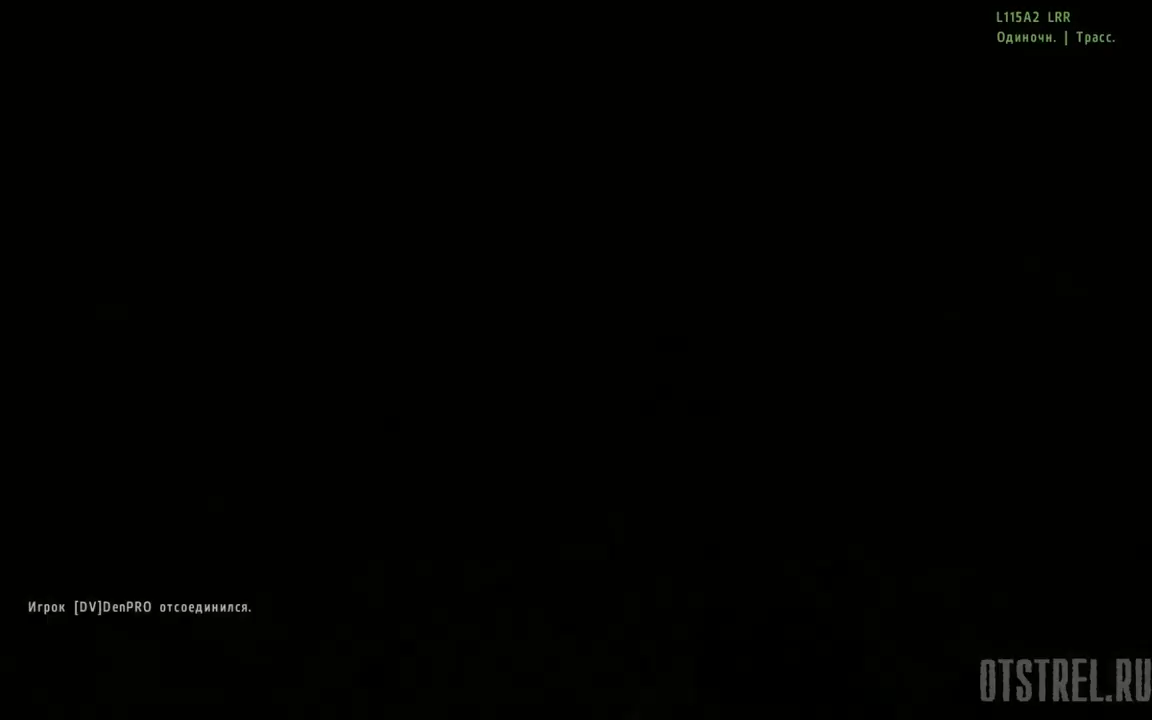 L115A2 LRR
Одиночн. | Трасс.
Игрок [DV]DenPRO отсоединился.
OTSTREL.RU